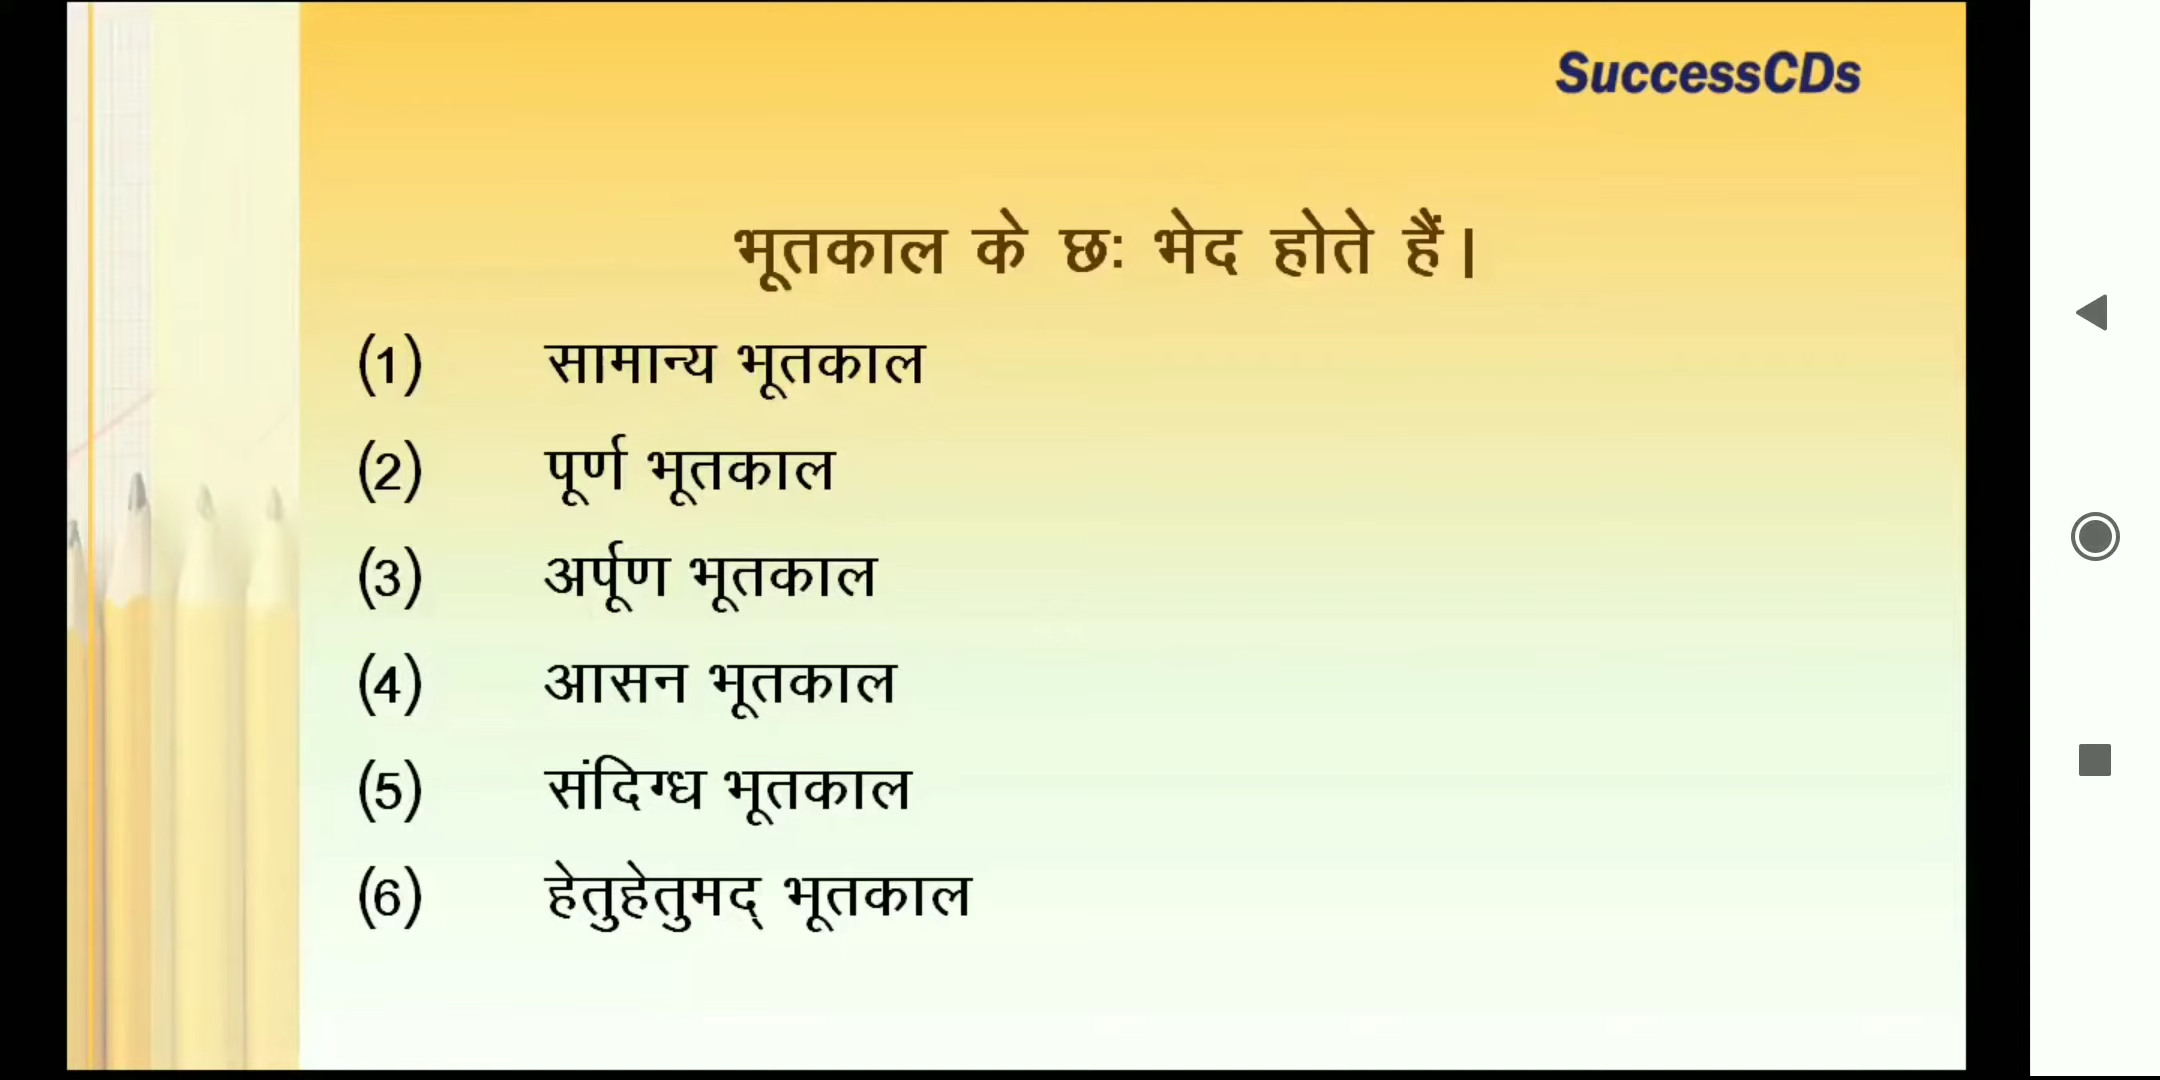 SuccessCDs
भूतकाल के छः भेद होते हैं।
(1) सामान्य भूतकाल
(2) पूर्ण भूतकाल
(3) अर्पूण भूतकाल
(4) आसन भूतकाल
(5) संदिग्ध भूतकाल
(6) हेतुहेतुमद् भूतकाल